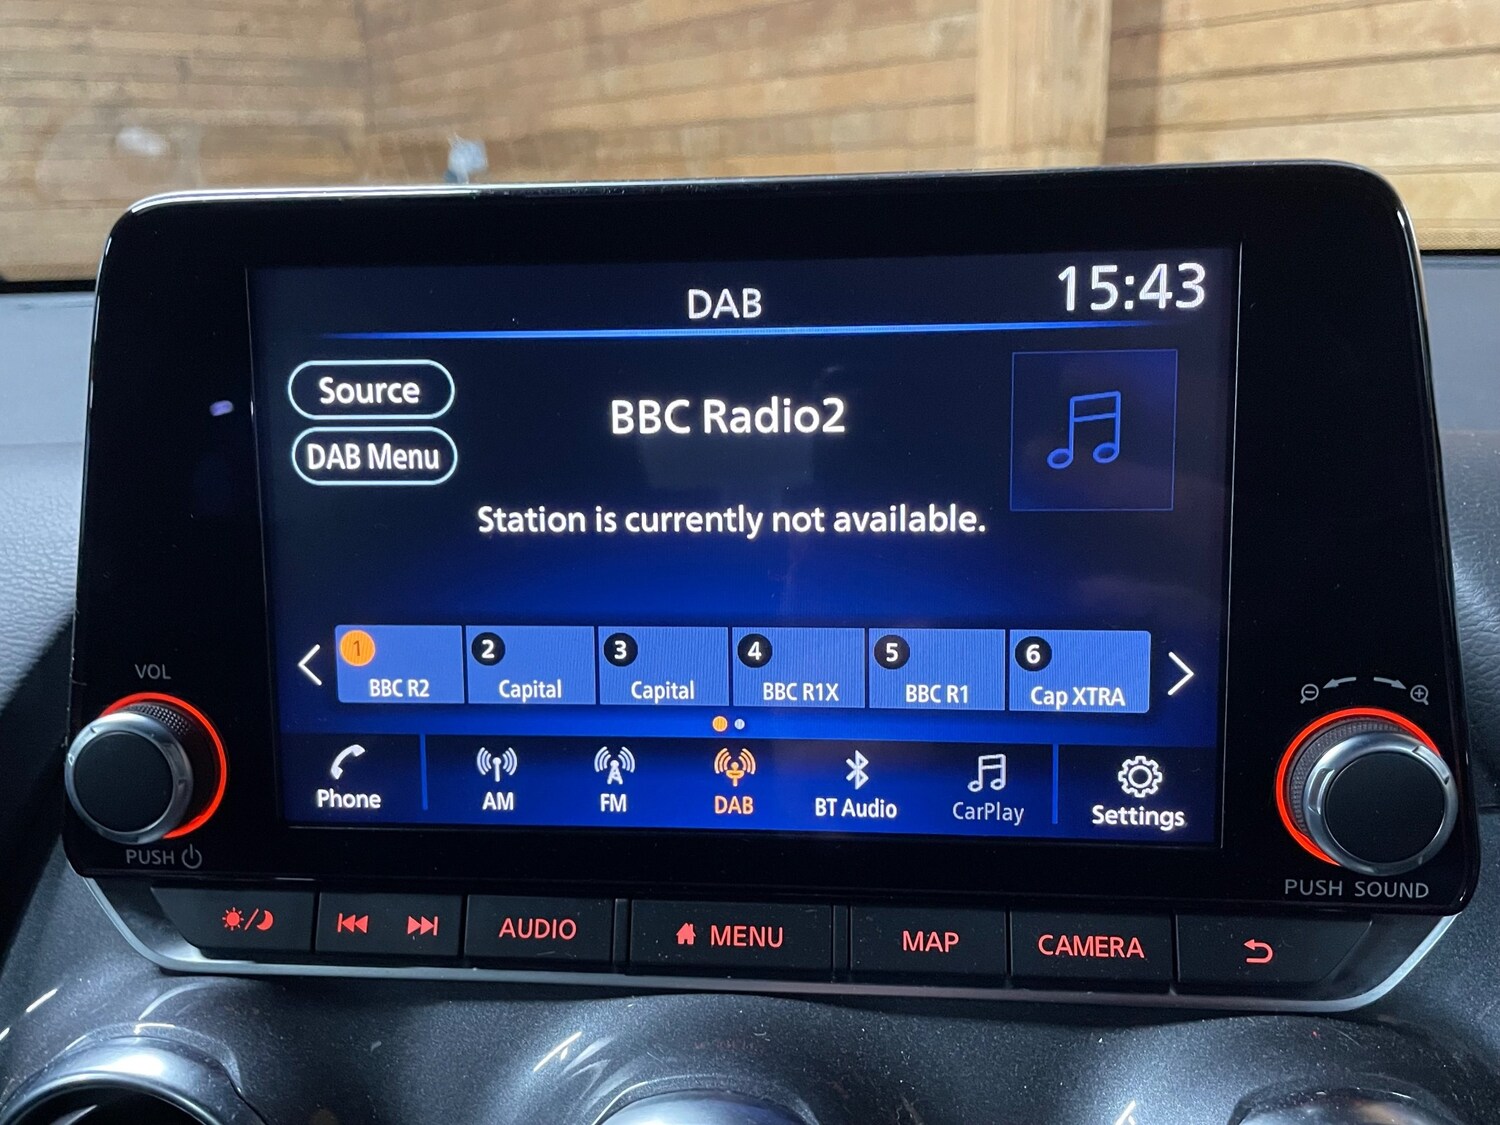 DAB
15:43
Source
DAB Menu
BBC Radio2
Station is currently not available.
1 BBC R2
2 Capital
3 Capital
4 BBC R1X
5 BBC R1
6 Cap XTRA
Phone
AM
FM
DAB
BT Audio
CarPlay
Settings
VOL
PUSH
PUSH SOUND
AUDIO
MENU
MAP
CAMERA